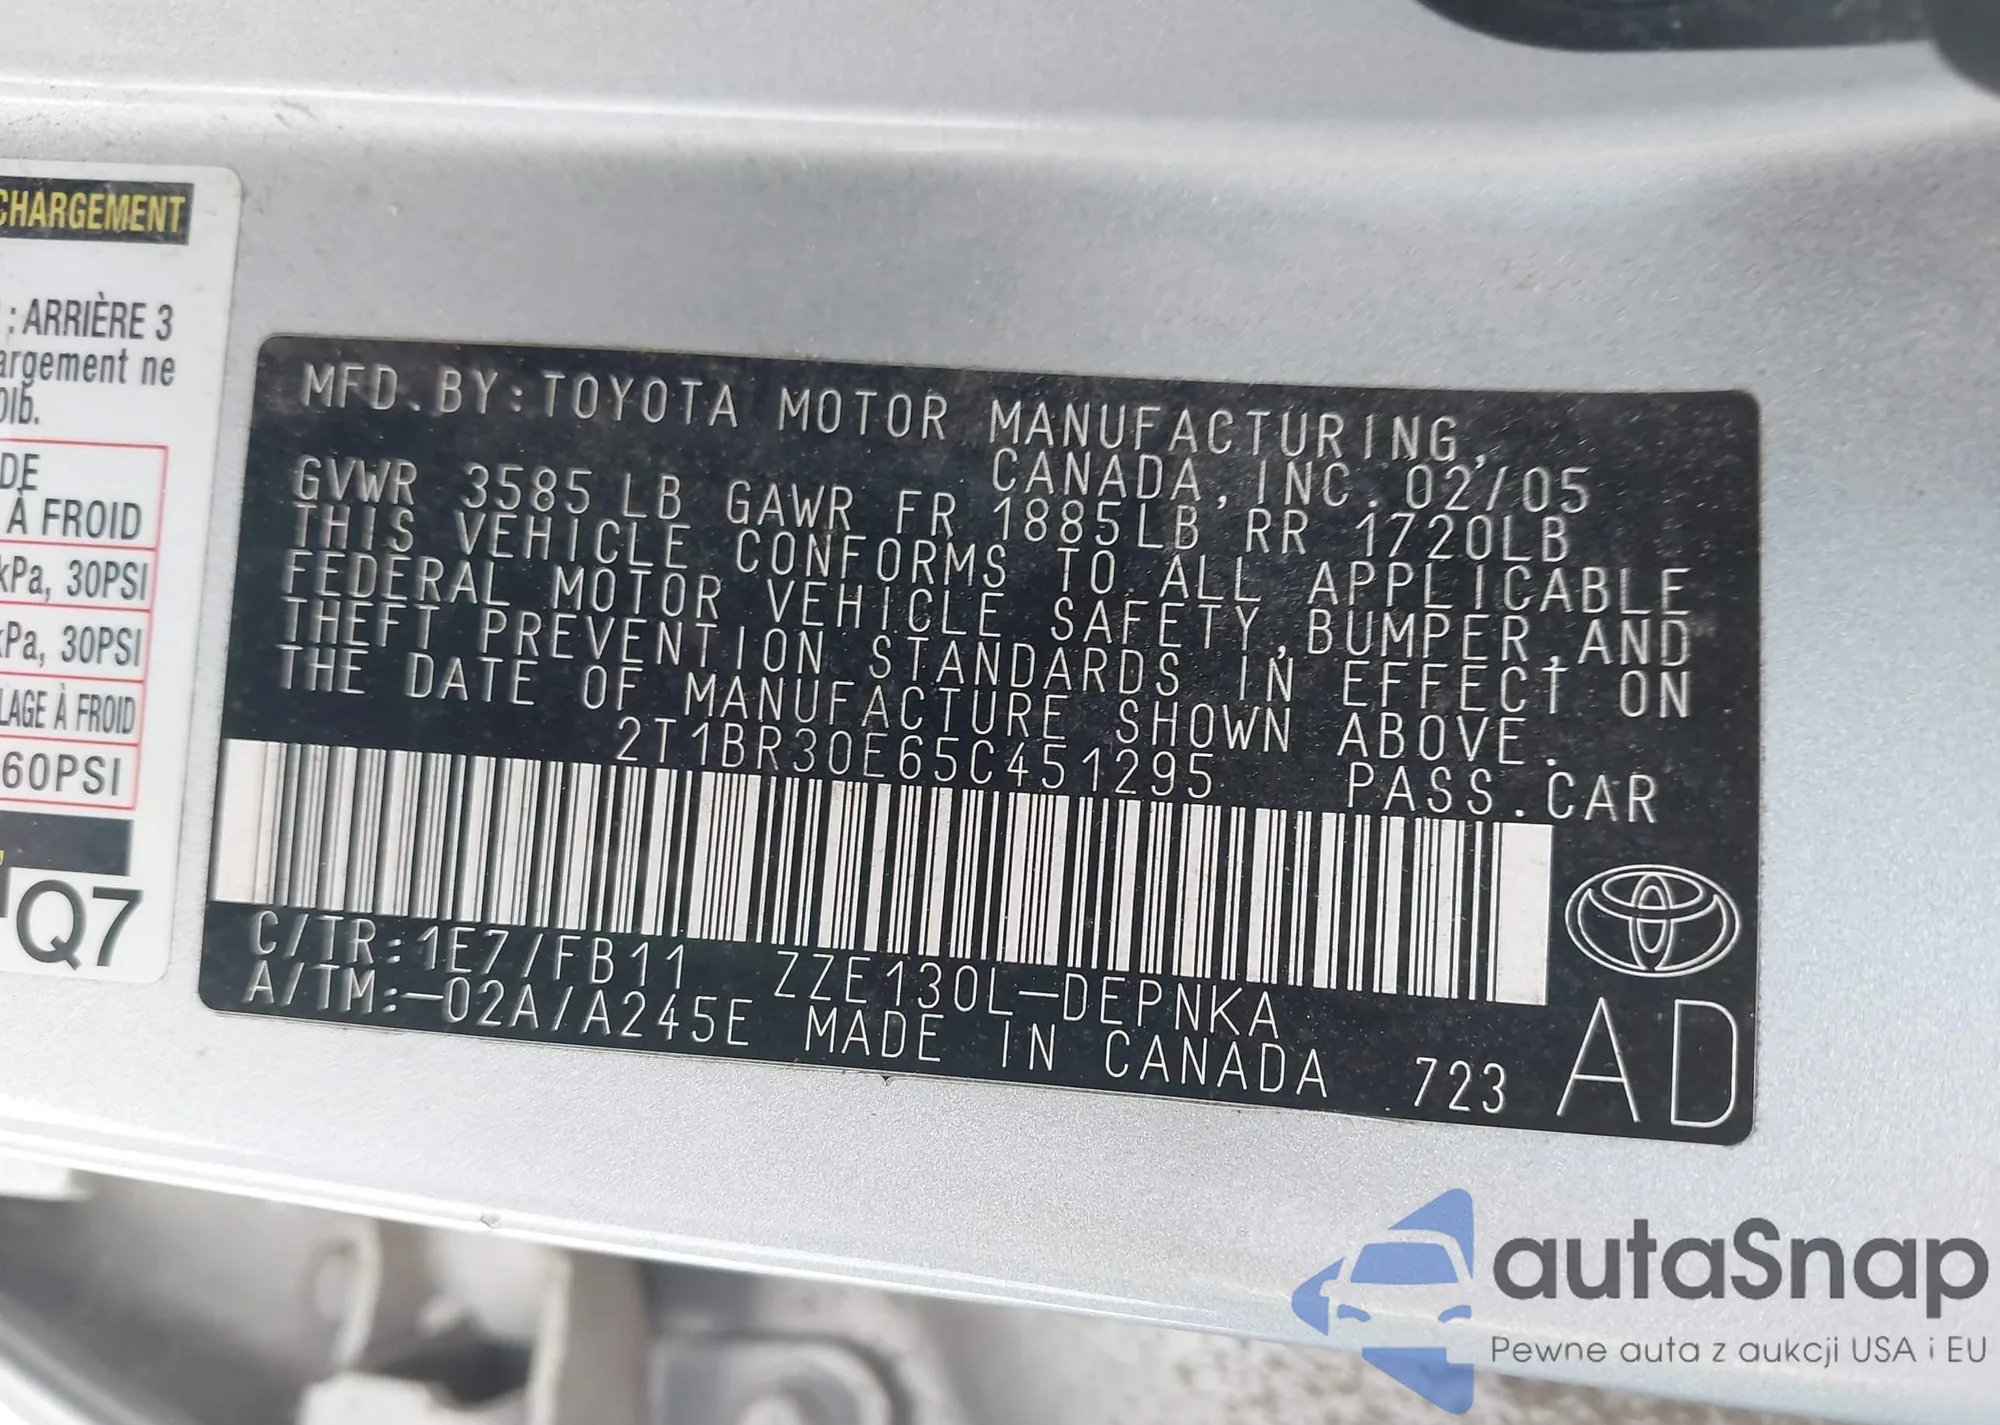 CHARGEMENT
: ARRIÈRE 3
argement ne
lb.
DE
À FROID
kPa, 30PSI
kPa, 30PSI
LAGE À FROID
60PSI
Q7
MFD. BY: TOYOTA MOTOR MANUFACTURING,
CANADA, INC. 02/05
GVWR 3585 LB GAWR FR 1885LB RR 1720LB
THIS VEHICLE CONFORMS TO ALL APPLICABLE
FEDERAL MOTOR VEHICLE SAFETY, BUMPER, AND
THEFT PREVENTION STANDARDS IN EFFECT ON
THE DATE OF MANUFACTURE SHOWN ABOVE.
2T1BR30E65C451295 PASS. CAR
C/TR: 1E7/FB11 ZZE130L-DEPNKA
A/TM: -02A/A245E MADE IN CANADA 723
AD
autaSnap
Pewne auta z aukcji USA i EU